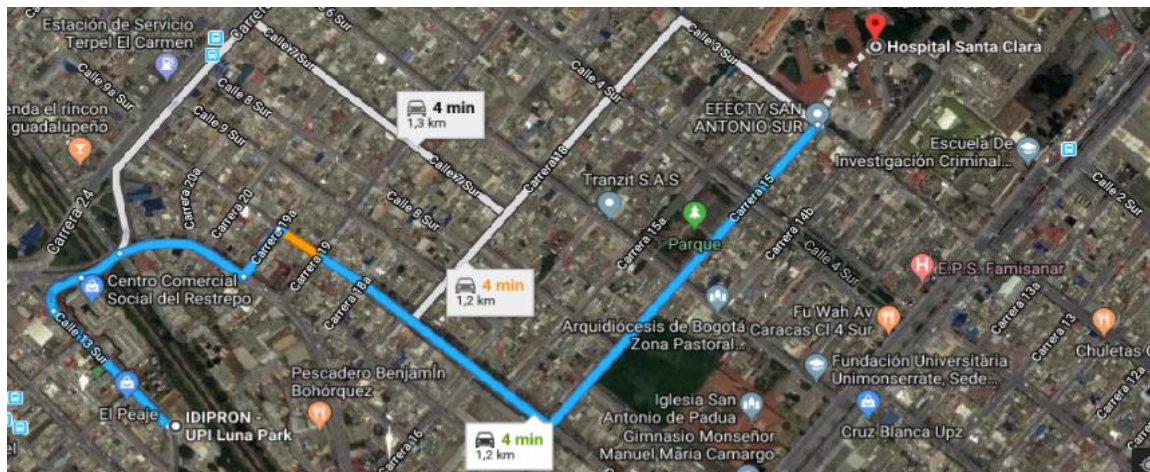 Estación de Servicio
Terpel El Carmen
6 Sur
Calle 7 Sur
Calle 3 Sur
Hospital Santa Clara
Calle 9a Sur
Calle 8 Sur
Calle 4 Sur
enda el rincon
guadalupeño
Calle 9 Sur
4 min
1,3 km
EFECTY SAN
ANTONIO SUR
Escuela De
Investigación Criminal...
Carrera 24
Carrera 20a
Carrera 20
Carrera 18
Calle 7 Sur
Tranzit S.A.S
Carrera 15
Calle 2 Sur
Calle 8 Sur
Carrera 19a
Carrera 19
Carrera 15a
Parque
Carrera 14b
Calle 4 Sur
E.P.S. Famisanar
Centro Comercial
Social del Restrepo
Carrera 18a
4 min
1,2 km
Carrera 13a
Carrera 13
Calle 13 Sur
Arquidiócesis de Bogotá
Zona Pastoral...
Fu Wah Av
Caracas Cl 4 Sur
Chuletas
Pescadero Benjamín
Bohórquez
Fundación Universitaria
Unimonserrate, Sede...
Carrera 12a
El Peaje
IDIPRON -
UPI Luna Park
Carrera 16
4 min
1,2 km
Iglesia San
Antonio de Padua
Gimnasio Monseñor
Manuel María Camargo
Cruz Blanca Upz
el